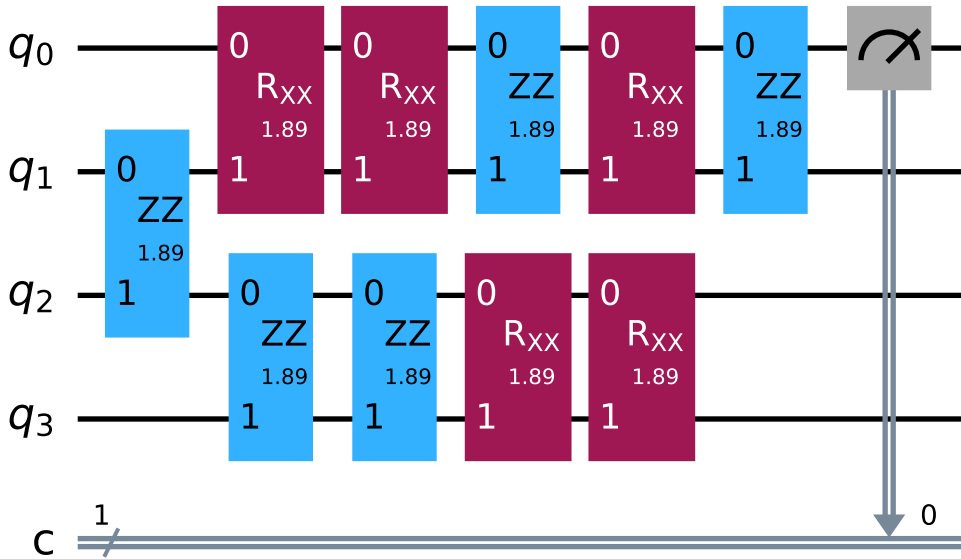 q0 0 0 0 0 0
RXX RXX ZZ RXX ZZ
1.89 1.89 1.89 1.89 1.89
q1 0 1 1 1 1 1
ZZ
1.89
q2 1 0 0 0 0
ZZ ZZ RXX RXX
1.89 1.89 1.89 1.89
q3 1 1 1 1
1 0
c